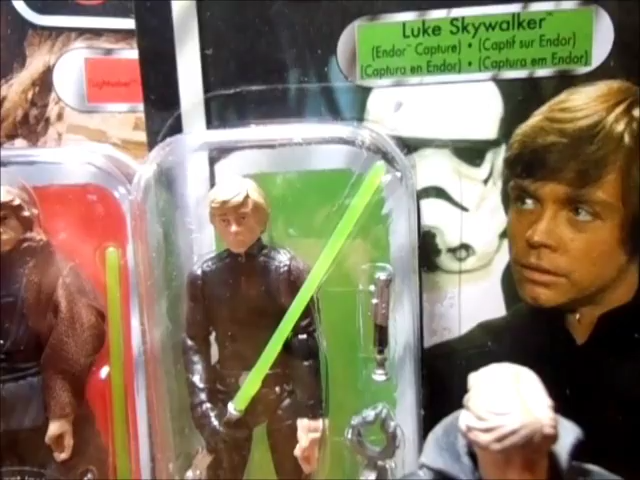 Luke Skywalker™
(Endor™ Capture) • (Captif sur Endor)
(Captura en Endor) • (Captura em Endor)